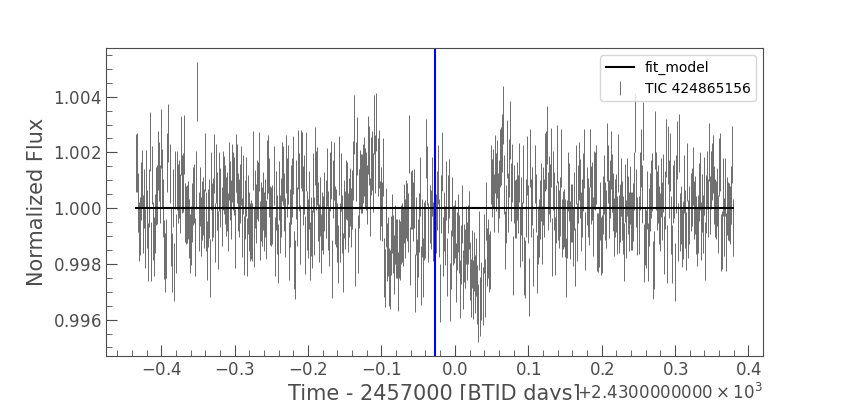 fit_model
TIC 424865156
Normalized Flux
1.004
1.002
1.000
0.998
0.996
−0.4 −0.3 −0.2 −0.1 0.0 0.1 0.2 0.3 0.4
Time - 2457000 [BTJD days]
+2.4300000000 × 10³